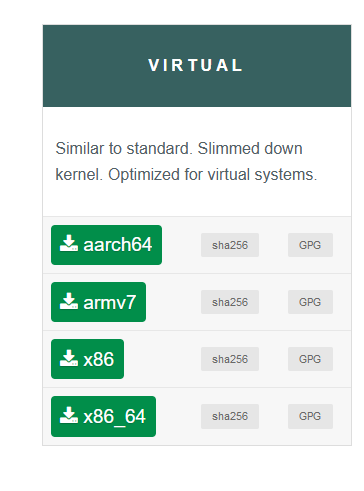 VIRTUAL
Similar to standard. Slimmed down
kernel. Optimized for virtual systems.
aarch64 sha256 GPG
armv7 sha256 GPG
x86 sha256 GPG
x86_64 sha256 GPG